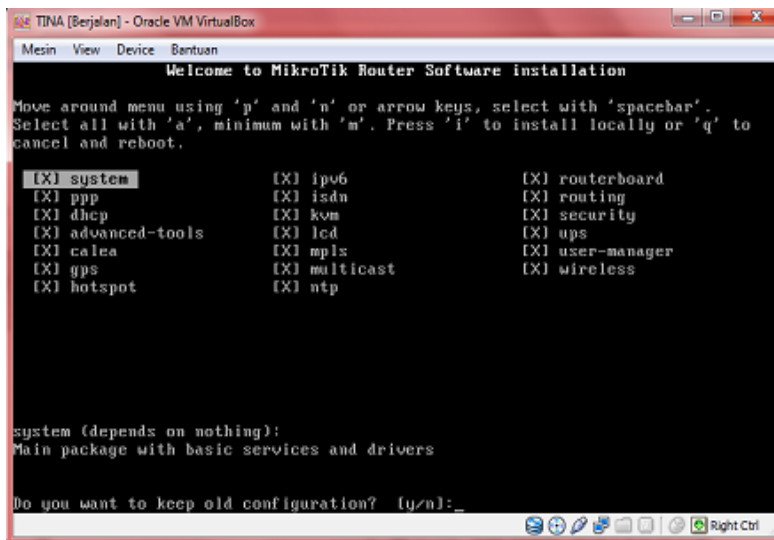 TINA [Berjalan] - Oracle VM VirtualBox
Mesin View Device Bantuan
Welcome to MikroTik Router Software installation
Move around menu using 'p' and 'n' or arrow keys, select with 'spacebar'.
Select all with 'a', minimum with 'm'. Press 'i' to install locally or 'q' to
cancel and reboot.
[X] system [X] ipv6 [X] routerboard
[X] ppp [X] isdn [X] routing
[X] dhcp [X] kvm [X] security
[X] advanced-tools [X] lcd [X] ups
[X] calea [X] mpls [X] user-manager
[X] gps [X] multicast [X] wireless
[X] hotspot [X] ntp
system (depends on nothing):
Main package with basic services and drivers
Do you want to keep old configuration? [y/n]:_
Right Ctrl